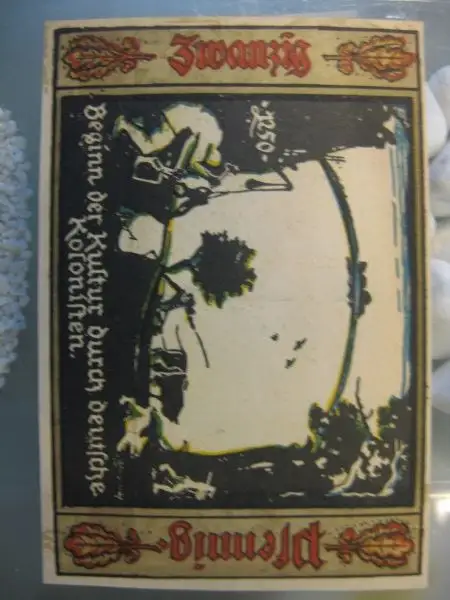 Zwanzig
·1250·
Beginn der Kultur durch deutsche
Kolonisten.
Pfennig